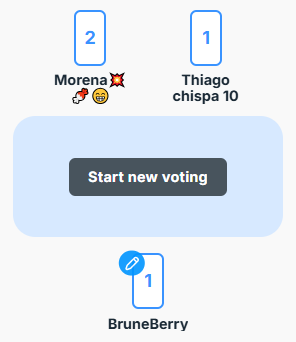 2
1
Morena💥
🍖😁
Thiago
chispa 10
Start new voting
1
BruneBerry